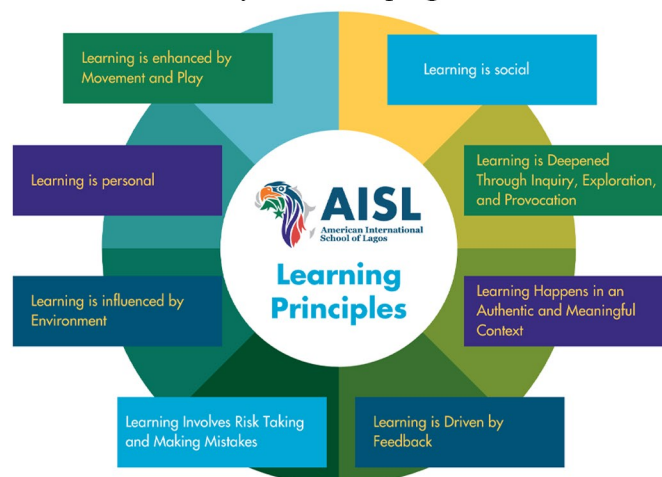 Learning is enhanced by
Movement and Play
Learning is social
Learning is personal
Learning is Deepened
Through Inquiry, Exploration,
and Provocation
AISL
American International
School of Lagos
Learning
Principles
Learning is influenced by
Environment
Learning Happens in an
Authentic and Meaningful
Context
Learning Involves Risk Taking
and Making Mistakes
Learning is Driven by
Feedback